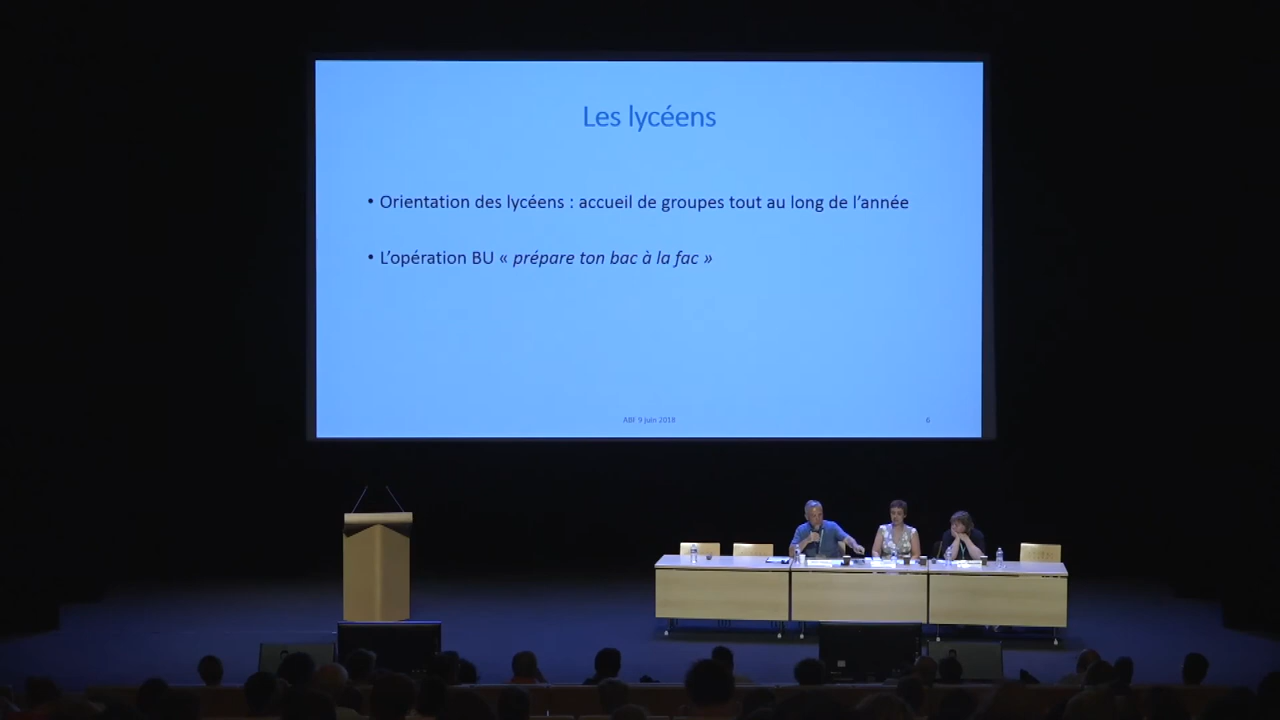 Les lycéens
• Orientation des lycéens : accueil de groupes tout au long de l’année
• L’opération BU « prépare ton bac à la fac »
ABF 9 juin 2018
6